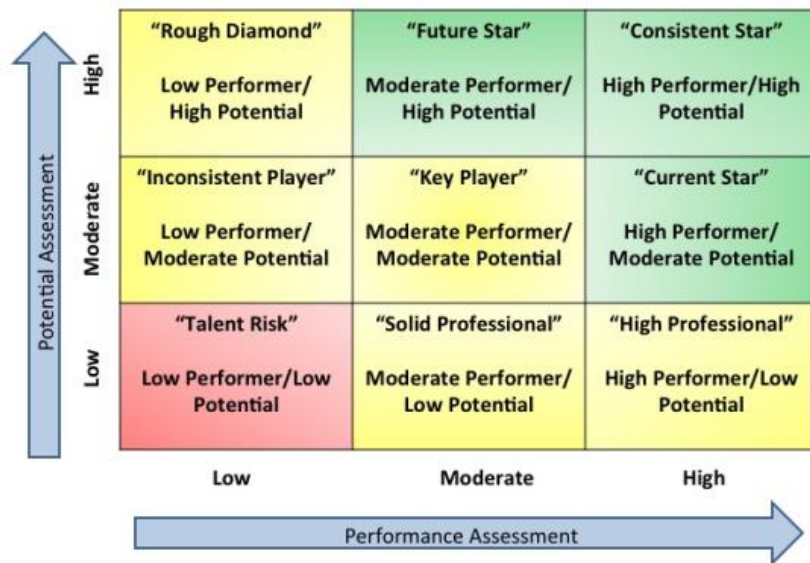 Potential Assessment
High
“Rough Diamond”
Low Performer/
High Potential
“Future Star”
Moderate Performer/
High Potential
“Consistent Star”
High Performer/High
Potential
Moderate
“Inconsistent Player”
Low Performer/
Moderate Potential
“Key Player”
Moderate Performer/
Moderate Potential
“Current Star”
High Performer/
Moderate Potential
Low
“Talent Risk”
Low Performer/Low
Potential
“Solid Professional”
Moderate Performer/
Low Potential
“High Professional”
High Performer/Low
Potential
Low
Moderate
High
Performance Assessment